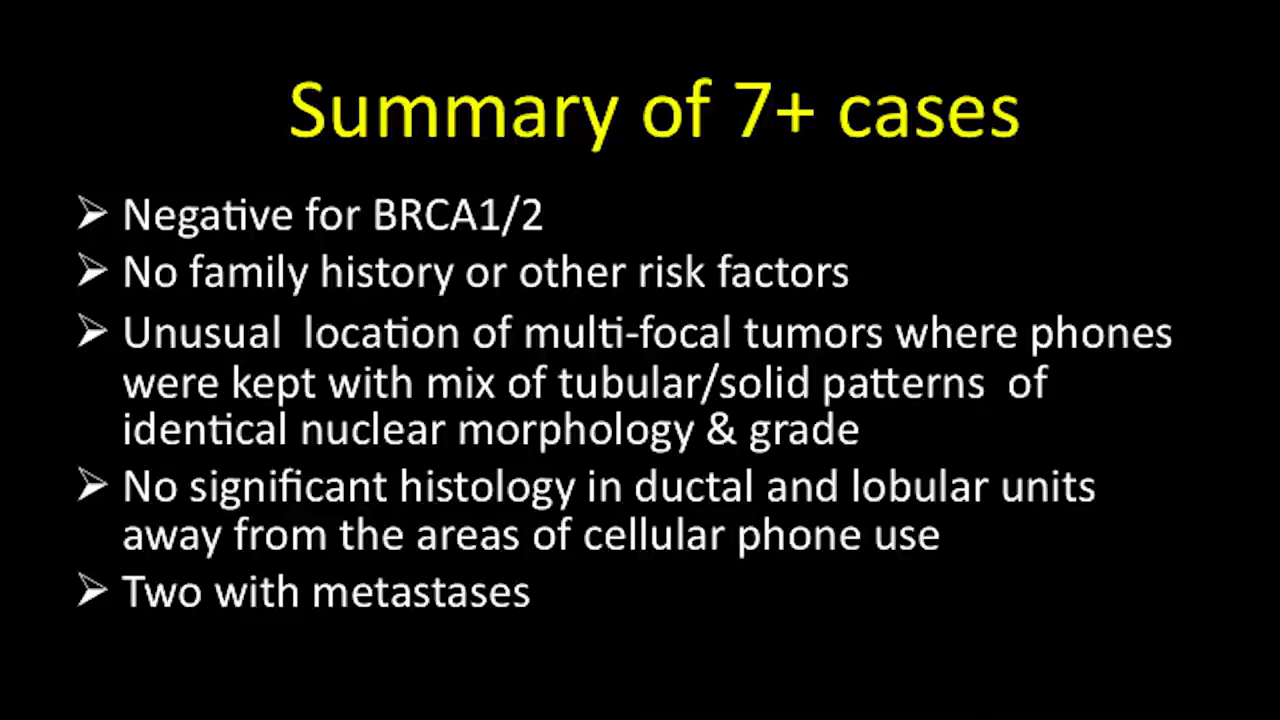 Summary of 7+ cases
➢ Negative for BRCA1/2
➢ No family history or other risk factors
➢ Unusual  location of multi-focal tumors where phones
were kept with mix of tubular/solid patterns  of
identical nuclear morphology & grade
➢ No significant histology in ductal and lobular units
away from the areas of cellular phone use
➢ Two with metastases